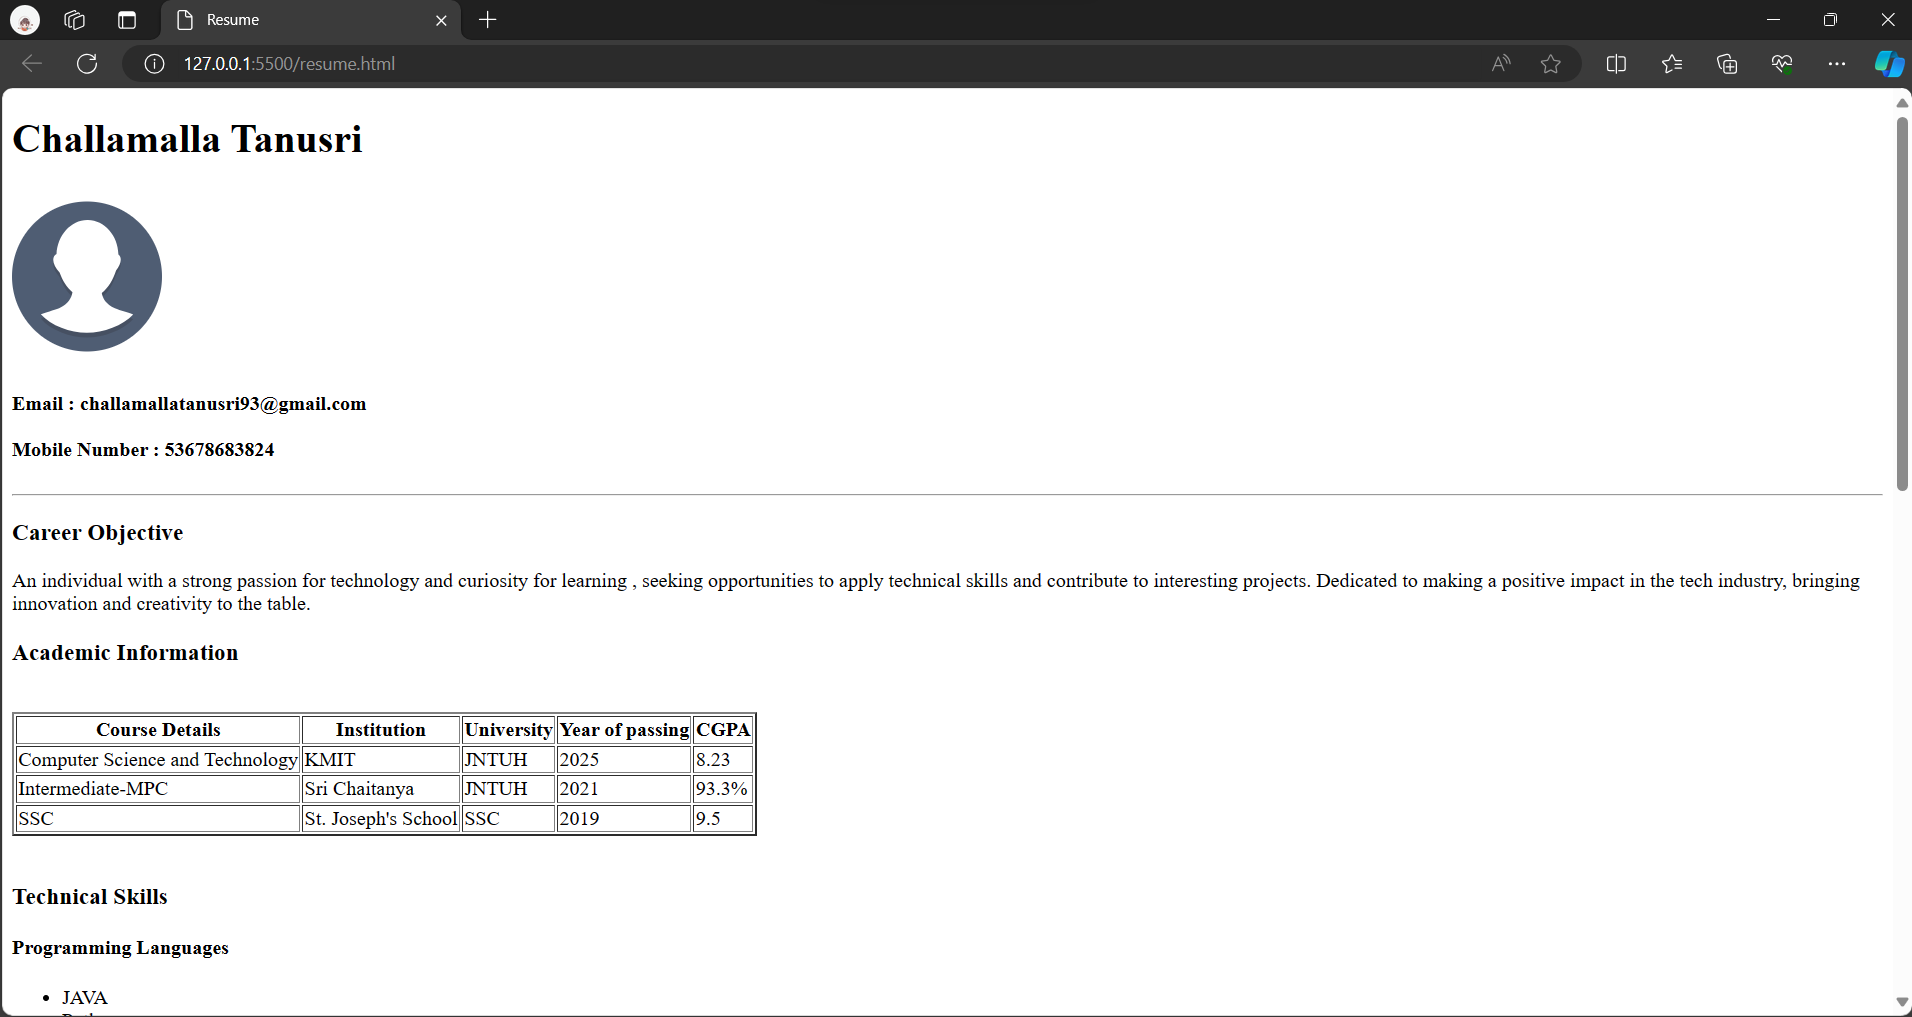 Resume
127.0.0.1:5500/resume.html
Challamalla Tanusri
Email : challamallatanusri93@gmail.com
Mobile Number : 53678683824
Career Objective
An individual with a strong passion for technology and curiosity for learning , seeking opportunities to apply technical skills and contribute to interesting projects. Dedicated to making a positive impact in the tech industry, bringing
innovation and creativity to the table.
Academic Information
Course Details Institution University Year of passing CGPA
Computer Science and Technology KMIT JNTUH 2025 8.23
Intermediate-MPC Sri Chaitanya JNTUH 2021 93.3%
SSC St. Joseph's School SSC 2019 9.5
Technical Skills
Programming Languages
• JAVA